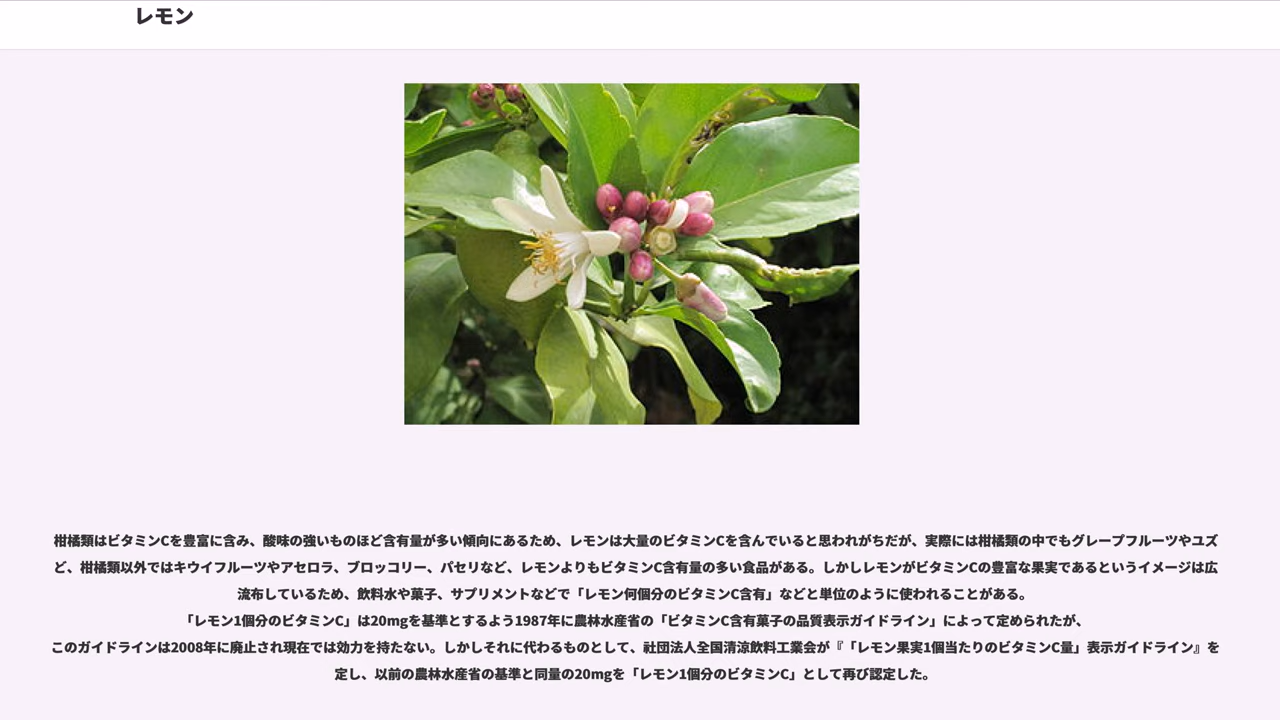 レモン
柑橘類はビタミンCを豊富に含み、酸味の強いものほど含有量が多い傾向にあるため、レモンは大量のビタミンCを含んでいると思われがちだが、実際には柑橘類の中でもグレープフルーツやユズ
ど、柑橘類以外ではキウイフルーツやアセロラ、ブロッコリー、パセリなど、レモンよりもビタミンC含有量の多い食品がある。しかしレモンがビタミンCの豊富な果実であるというイメージは広
流布しているため、飲料水や菓子、サプリメントなどで「レモン何個分のビタミンC含有」などと単位のように使われることがある。
「レモン1個分のビタミンC」は20mgを基準とするよう1987年に農林水産省の「ビタミンC含有菓子の品質表示ガイドライン」によって定められたが、
このガイドラインは2008年に廃止され現在では効力を持たない。しかしそれに代わるものとして、社団法人全国清涼飲料工業会が『「レモン果実1個当たりのビタミンC量」表示ガイドライン』を
定し、以前の農林水産省の基準と同量の20mgを「レモン1個分のビタミンC」として再び認定した。